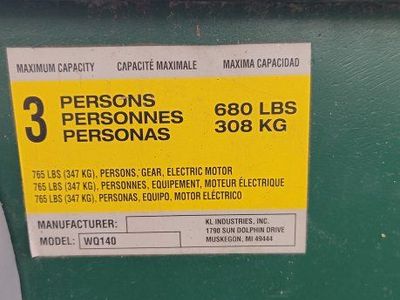 MAXIMUM CAPACITY CAPACITÉ MAXIMALE MAXIMA CAPACIDAD
3 PERSONS 680 LBS
PERSONNES 308 KG
PERSONAS
765 LBS (347 KG), PERSONS, GEAR, ELECTRIC MOTOR
765 LBS (347 KG), PERSONNES, EQUIPEMENT, MOTEUR ÉLECTRIQUE
765 LBS (347 KG), PERSONAS, EQUIPO, MOTOR ELÉCTRICO
MANUFACTURER: KL INDUSTRIES, INC.
1790 SUN DOLPHIN DRIVE
MODEL: WQ140 MUSKEGON, MI 49444